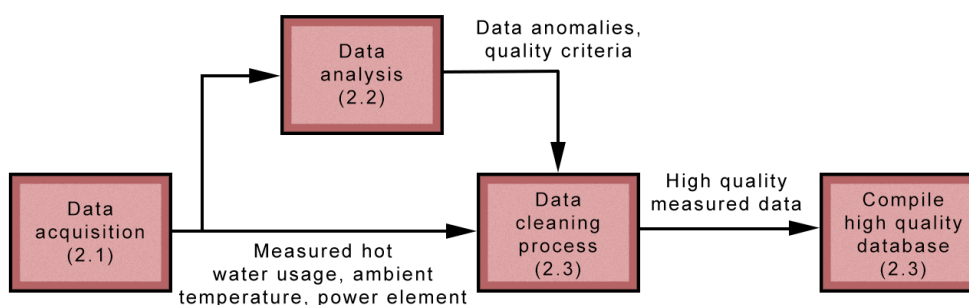 Data
analysis
(2.2)
Data anomalies,
quality criteria
Data
acquisition
(2.1)
Measured hot
water usage, ambient
temperature, power element
Data
cleaning
process
(2.3)
High quality
measured data
Compile
high quality
database
(2.3)